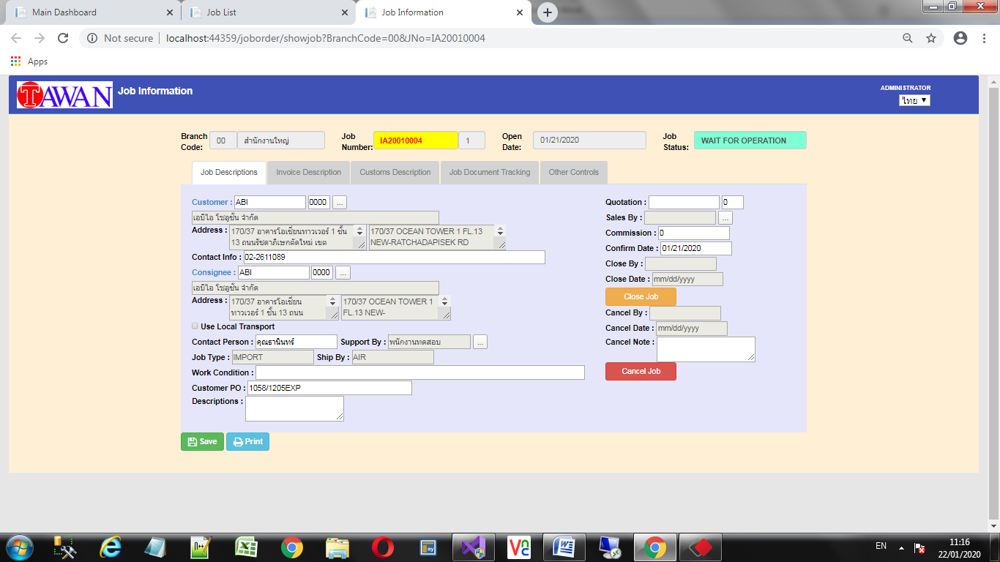 Main Dashboard
Job List
Job Information
Not secure
localhost:44359/joborder/showjob?BranchCode=00&JNo=IA20010004
Apps
TAWAN
Job Information
ADMINISTRATOR
ไทย
Branch Code:
00
สำนักงานใหญ่
Job Number:
IA20010004
1
Open Date:
01/21/2020
Job Status:
WAIT FOR OPERATION
Job Descriptions
Invoice Description
Customs Description
Job Document Tracking
Other Controls
Customer :
ABI
0000
...
เอบิไอ โซลูชั่น จำกัด
Address :
170/37 อาคารโอเชี่ยนทาวเวอร์ 1 ชั้น
13 ถนนรัชดาภิเษกตัดใหม่ เขต
170/37 OCEAN TOWER 1 FL.13
NEW-RATCHADAPISEK RD
Contact Info :
02-2611089
Consignee :
ABI
0000
...
เอบิไอ โซลูชั่น จำกัด
Address :
170/37 อาคารโอเชี่ยน
ทาวเวอร์ 1 ชั้น 13 ถนน
170/37 OCEAN TOWER 1
FL.13 NEW-
Use Local Transport
Contact Person :
คุณธานินทร์
Support By :
พนักงานทดสอบ
...
Job Type :
IMPORT
Ship By :
AIR
Work Condition :
Customer PO :
1058/1205EXP
Descriptions :
Quotation :
0
Sales By :
...
Commission :
0
Confirm Date :
01/21/2020
Close By :
Close Date :
mm/dd/yyyy
Close Job
Cancel By :
Cancel Date :
mm/dd/yyyy
Cancel Note :
Cancel Job
Save
Print
EN
11:16
22/01/2020